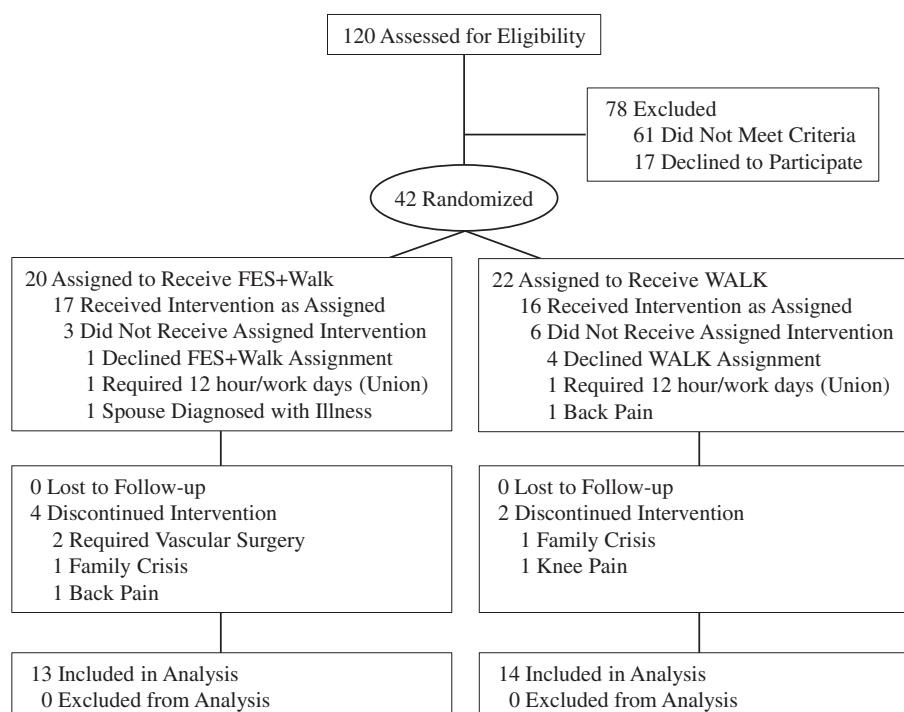 120 Assessed for Eligibility
78 Excluded
61 Did Not Meet Criteria
17 Declined to Participate
42 Randomized
20 Assigned to Receive FES+Walk
17 Received Intervention as Assigned
3 Did Not Receive Assigned Intervention
1 Declined FES+Walk Assignment
1 Required 12 hour/work days (Union)
1 Spouse Diagnosed with Illness
22 Assigned to Receive WALK
16 Received Intervention as Assigned
6 Did Not Receive Assigned Intervention
4 Declined WALK Assignment
1 Required 12 hour/work days (Union)
1 Back Pain
0 Lost to Follow-up
4 Discontinued Intervention
2 Required Vascular Surgery
1 Family Crisis
1 Back Pain
0 Lost to Follow-up
2 Discontinued Intervention
1 Family Crisis
1 Knee Pain
13 Included in Analysis
0 Excluded from Analysis
14 Included in Analysis
0 Excluded from Analysis